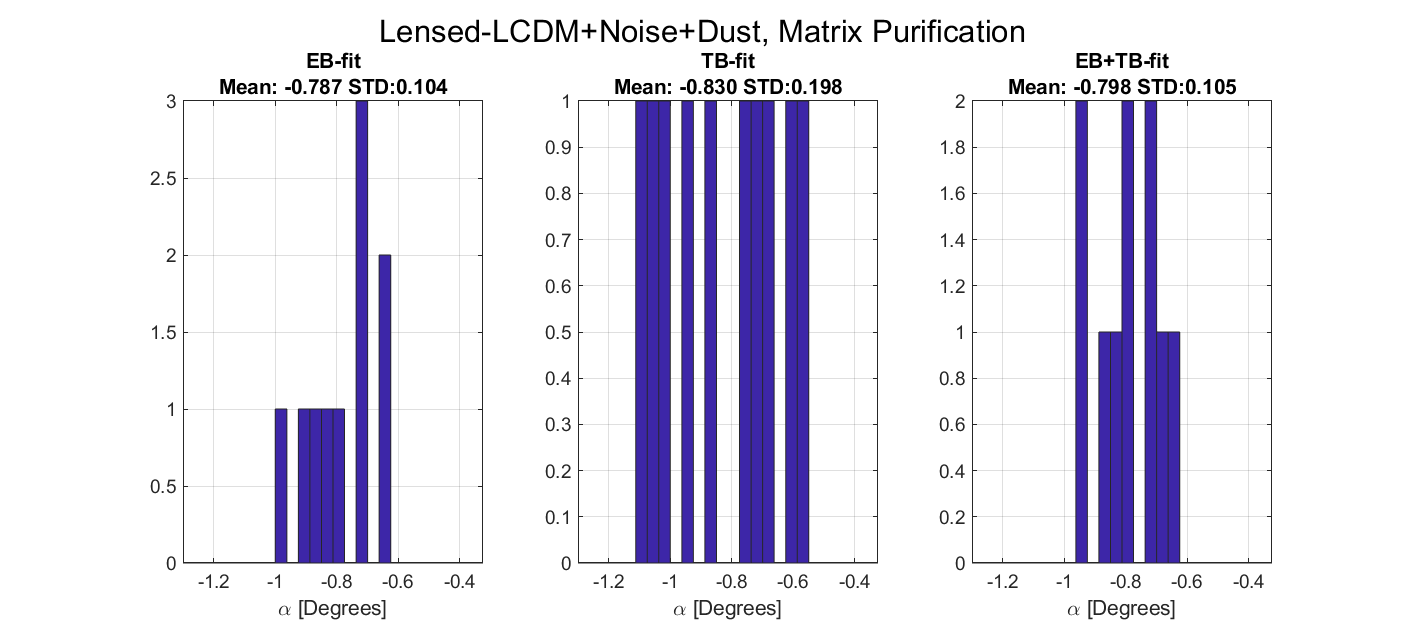 Lensed-LCDM+Noise+Dust, Matrix Purification
EB-fit
Mean: -0.787 STD:0.104
3
2.5
2
1.5
1
0.5
0
-1.2 -1 -0.8 -0.6 -0.4
α [Degrees]
TB-fit
Mean: -0.830 STD:0.198
1
0.9
0.8
0.7
0.6
0.5
0.4
0.3
0.2
0.1
0
-1.2 -1 -0.8 -0.6 -0.4
α [Degrees]
EB+TB-fit
Mean: -0.798 STD:0.105
2
1.8
1.6
1.4
1.2
1
0.8
0.6
0.4
0.2
0
-1.2 -1 -0.8 -0.6 -0.4
α [Degrees]